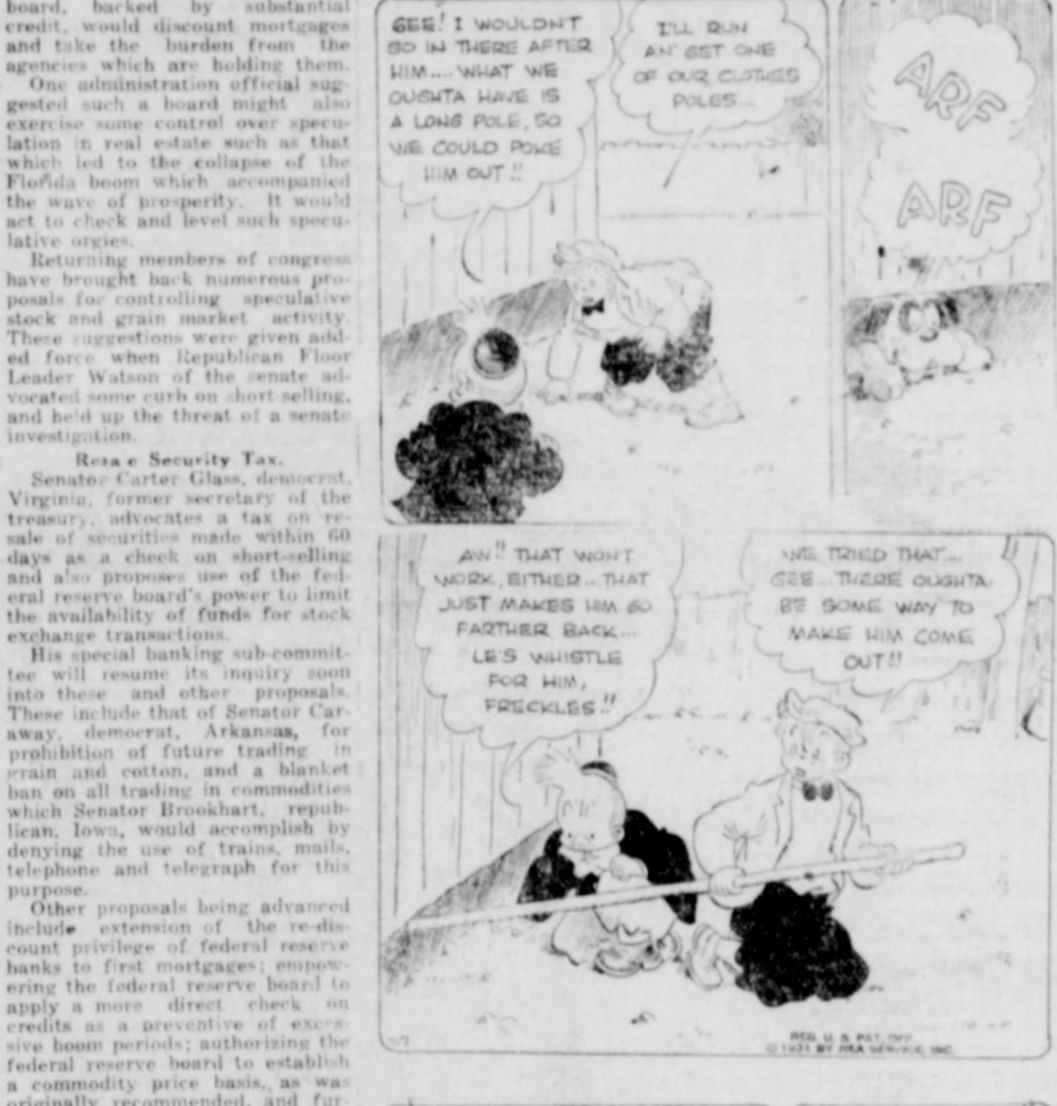 board, backed by substantial
credit, would discount mortgages
and take the burden from the
agencies which are holding them.
One administration official sug-
gested such a board might also
exercise some control over specu-
lation in real estate such as that
which led to the collapse of the
Florida boom which accompanied
the wave of prosperity. It would
act to check and level such specu-
lative orgies.
Returning members of congress
have brought back numerous pro-
posals for controlling speculative
stock and grain market activity.
These suggestions were given add-
ed force when Republican Floor
Leader Watson of the senate ad-
vocated some curb on short-selling,
and held up the threat of a senate
investigation.
Resa e Security Tax.
Senator Carter Glass, democrat,
Virginia, former secretary of the
treasury, advocates a tax on re-
sale of securities made within 60
days as a check on short-selling
and also proposes use of the fed-
eral reserve board's power to limit
the availability of funds for stock
exchange transactions.
His special banking sub-commit-
tee will resume its inquiry soon
into these and other proposals.
These include that of Senator Car-
away, democrat, Arkansas, for
prohibition of future trading in
grain and cotton, and a blanket
ban on all trading in commodities
which Senator Brookhart, repub-
lican, Iowa, would accomplish by
denying the use of trains, mails,
telephone and telegraph for this
purpose.
Other proposals being advanced
include extension of the re-dis-
count privilege of federal reserve
banks to first mortgages; empow-
ering the federal reserve board to
apply a more direct check on
credits as a preventive of exces-
sive boom periods; authorizing the
federal reserve board to establish
a commodity price basis, as was
originally recommended, and fur-
GEE! I WOULDN'T
GO IN THERE AFTER
HIM.... WHAT WE
OUGHTA HAVE IS
A LONG POLE, SO
WE COULD POKE
HIM OUT!!
I'LL RUN
AN' GET ONE
OF OUR CLOTHES
POLES...
ARF
ARF
AW!! THAT WON'T
WORK, EITHER... THAT
JUST MAKES HIM GO
FARTHER BACK...
LE'S WHISTLE
FOR HIM,
FRECKLES!!
WE TRIED THAT...
GEE... THERE OUGHTA
BE SOME WAY TO
MAKE HIM COME
OUT!!
REG. U. S. PAT. OFF.
© 1931 BY NEA SERVICE, INC.